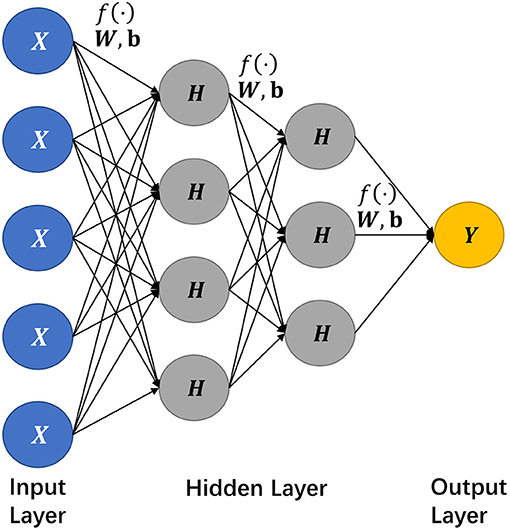 f(·)
W, b
X
X
X
X
X
H
H
H
H
f(·)
W, b
H
H
H
f(·)
W, b
Y
Input
Layer
Hidden Layer
Output
Layer